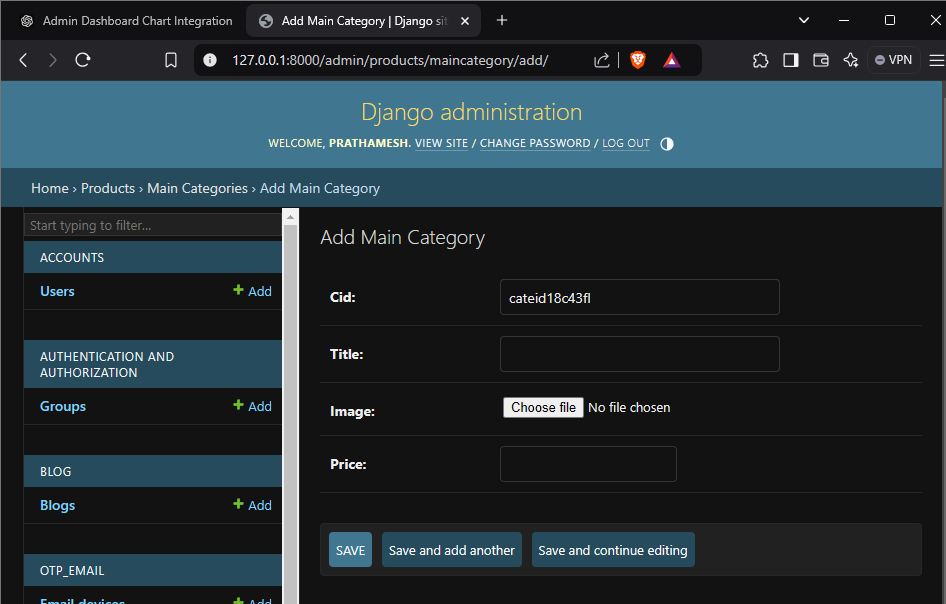 Admin Dashboard Chart Integration
Add Main Category | Django sit
127.0.0.1:8000/admin/products/maincategory/add/
VPN
Django administration
WELCOME, PRATHAMESH. VIEW SITE / CHANGE PASSWORD / LOG OUT
Home › Products › Main Categories › Add Main Category
Start typing to filter...
ACCOUNTS
Users + Add
AUTHENTICATION AND
AUTHORIZATION
Groups + Add
BLOG
Blogs + Add
OTP_EMAIL
Email devices + Add
Add Main Category
Cid: cateid18c43fl
Title:
Image: Choose file No file chosen
Price:
SAVE Save and add another Save and continue editing